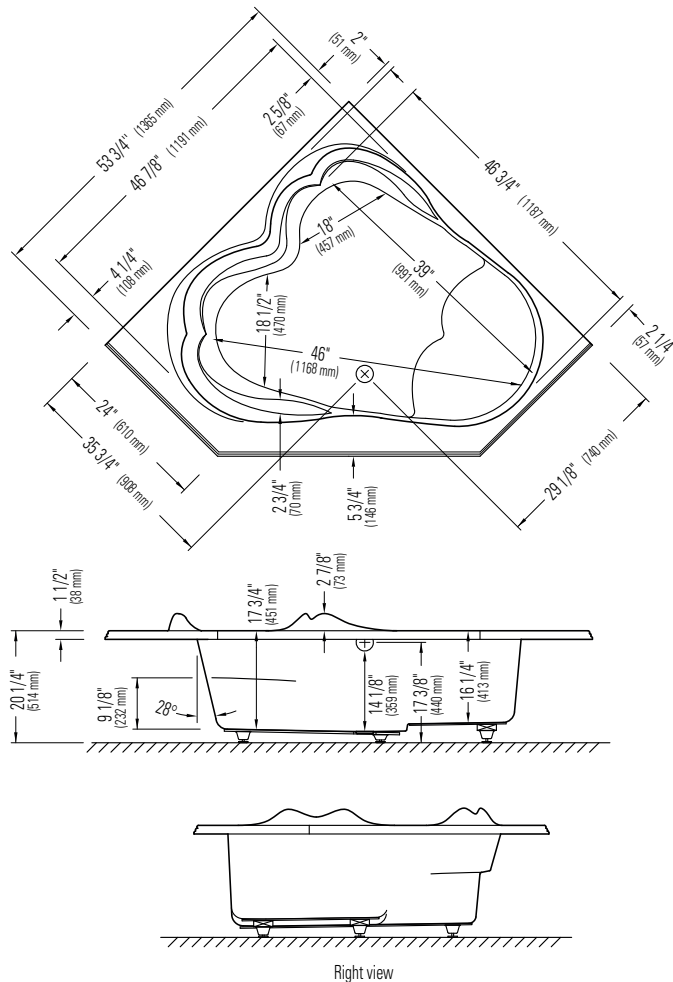 2"
(51 mm)
2 5/8"
(67 mm)
53 3/4" (1365 mm)
46 7/8" (1191 mm)
4 1/4"
(108 mm)
46 3/4" (1187 mm)
18"
(457 mm)
39"
(991 mm)
18 1/2"
(470 mm)
46"
(1168 mm)
2 1/4
(57 mm)
24" (610 mm)
35 3/4" (908 mm)
2 3/4"
(70 mm)
5 3/4"
(146 mm)
29 1/8" (740 mm)
1 1/2"
(38 mm)
17 3/4"
(451 mm)
2 7/8"
(73 mm)
20 1/4"
(514 mm)
9 1/8"
(232 mm)
28º
14 1/8"
(359 mm)
17 3/8"
(440 mm)
16 1/4"
(413 mm)
Right view